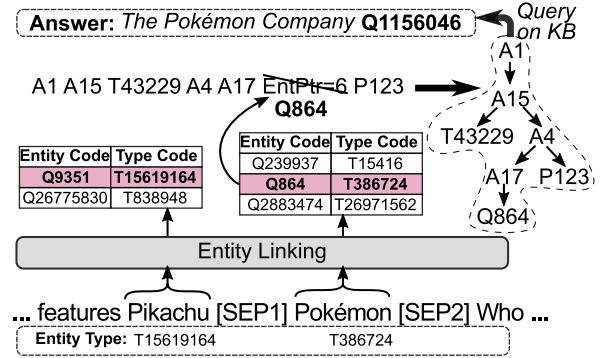 Answer: The Pokémon Company Q1156046
Query
on KB
A1 A15 T43229 A4 A17 EntPtr=6 P123
Q864
A1
A15
T43229 A4
A17 P123
Q864
Entity Code Type Code
Q9351 T15619164
Q26775830 T838948
Entity Code Type Code
Q239937 T15416
Q864 T386724
Q2883474 T26971562
Entity Linking
... features Pikachu [SEP1] Pokémon [SEP2] Who ...
Entity Type: T15619164 T386724